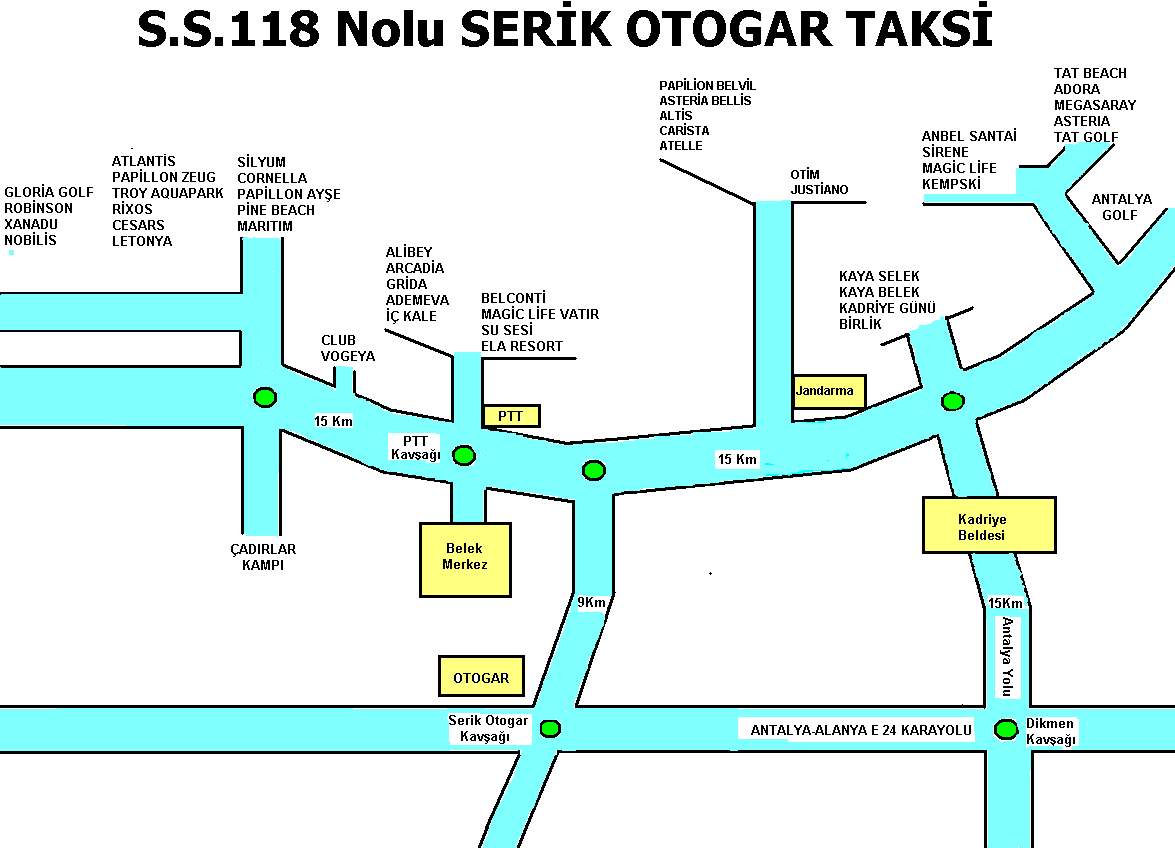 S.S.118 Nolu SERİK OTOGAR TAKSİ
GLORİA GOLF
ROBİNSON
XANADU
NOBİLİS
ATLANTİS
PAPİLLON ZEUG
TROY AQUAPARK
RİXOS
CESARS
LETONYA
SİLYUM
CORNELLA
PAPİLLON AYŞE
PİNE BEACH
MARITIM
ALİBEY
ARCADİA
GRİDA
ADEMEVA
İÇ KALE
BELCONTİ
MAGİC LİFE VATIR
SU SESİ
ELA RESORT
CLUB
VOGEYA
PAPİLİON BELVİL
ASTERİA BELLİS
ALTİS
CARİSTA
ATELLE
OTİM
JUSTİANO
ANBEL SANTAİ
SİRENE
MAGİC LİFE
KEMPSKİ
TAT BEACH
ADORA
MEGASARAY
ASTERIA
TAT GOLF
ANTALYA
GOLF
KAYA SELEK
KAYA BELEK
KADRİYE GÜNÜ
BİRLİK
Jandarma
PTT
15 Km
PTT
Kavşağı
15 Km
ÇADIRLAR
KAMPI
Belek
Merkez
Kadriye
Beldesi
9Km
15Km
Antalya Yolu
OTOGAR
Serik Otogar
Kavşağı
ANTALYA-ALANYA E 24 KARAYOLU
Dikmen
Kavşağı